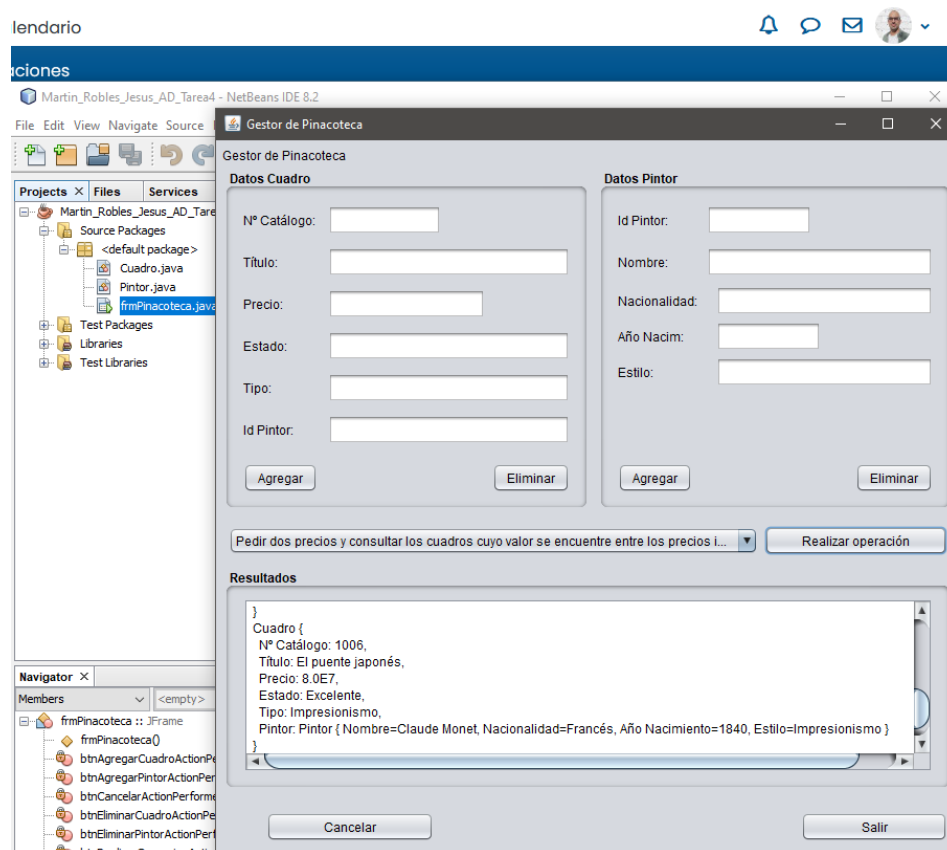 lendario
ciones
Martin_Robles_Jesus_AD_Tarea4 - NetBeans IDE 8.2
File Edit View Navigate Source
Projects Files Services
Martin_Robles_Jesus_AD_Tare
Source Packages
<default package>
Cuadro.java
Pintor.java
frmPinacoteca.java
Test Packages
Libraries
Test Libraries
Navigator
Members <empty>
frmPinacoteca :: JFrame
frmPinacoteca()
btnAgregarCuadroActionPe
btnAgregarPintorActionPer
btnCancelarActionPerforme
btnEliminarCuadroActionPe
btnEliminarPintorActionPerf
Gestor de Pinacoteca
Gestor de Pinacoteca
Datos Cuadro
Nº Catálogo:
Título:
Precio:
Estado:
Tipo:
Id Pintor:
Agregar Eliminar
Datos Pintor
Id Pintor:
Nombre:
Nacionalidad:
Año Nacim:
Estilo:
Agregar Eliminar
Pedir dos precios y consultar los cuadros cuyo valor se encuentre entre los precios i... Realizar operación
Resultados
}
Cuadro {
Nº Catálogo: 1006,
Título: El puente japonés,
Precio: 8.0E7,
Estado: Excelente,
Tipo: Impresionismo,
Pintor: Pintor { Nombre=Claude Monet, Nacionalidad=Francés, Año Nacimiento=1840, Estilo=Impresionismo }
}
Cancelar Salir